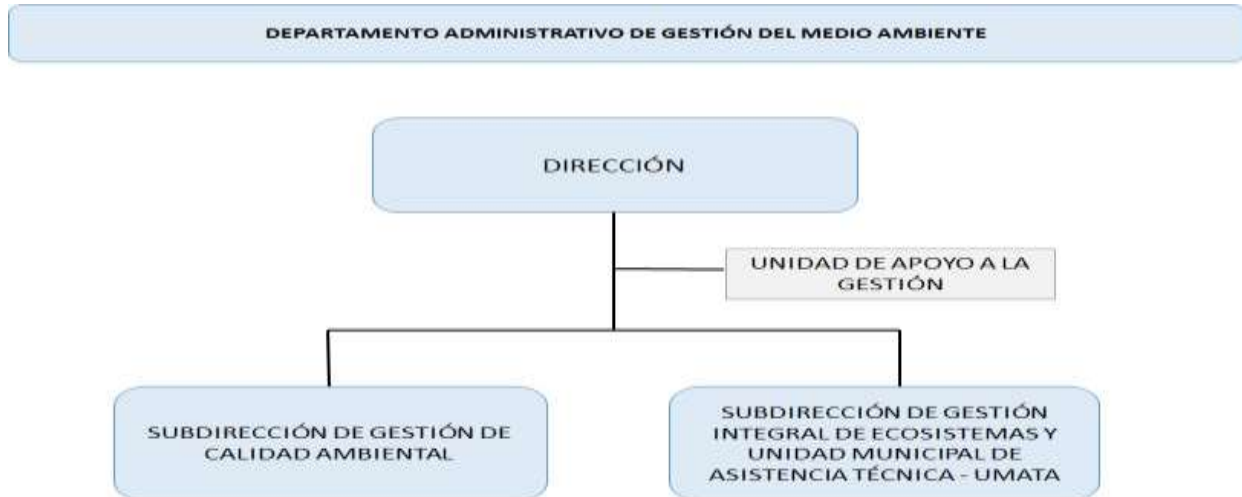 DEPARTAMENTO ADMINISTRATIVO DE GESTIÓN DEL MEDIO AMBIENTE
DIRECCIÓN
UNIDAD DE APOYO A LA
GESTIÓN
SUBDIRECCIÓN DE GESTIÓN DE
CALIDAD AMBIENTAL
SUBDIRECCIÓN DE GESTIÓN
INTEGRAL DE ECOSISTEMAS Y
UNIDAD MUNICIPAL DE
ASISTENCIA TÉCNICA - UMATA